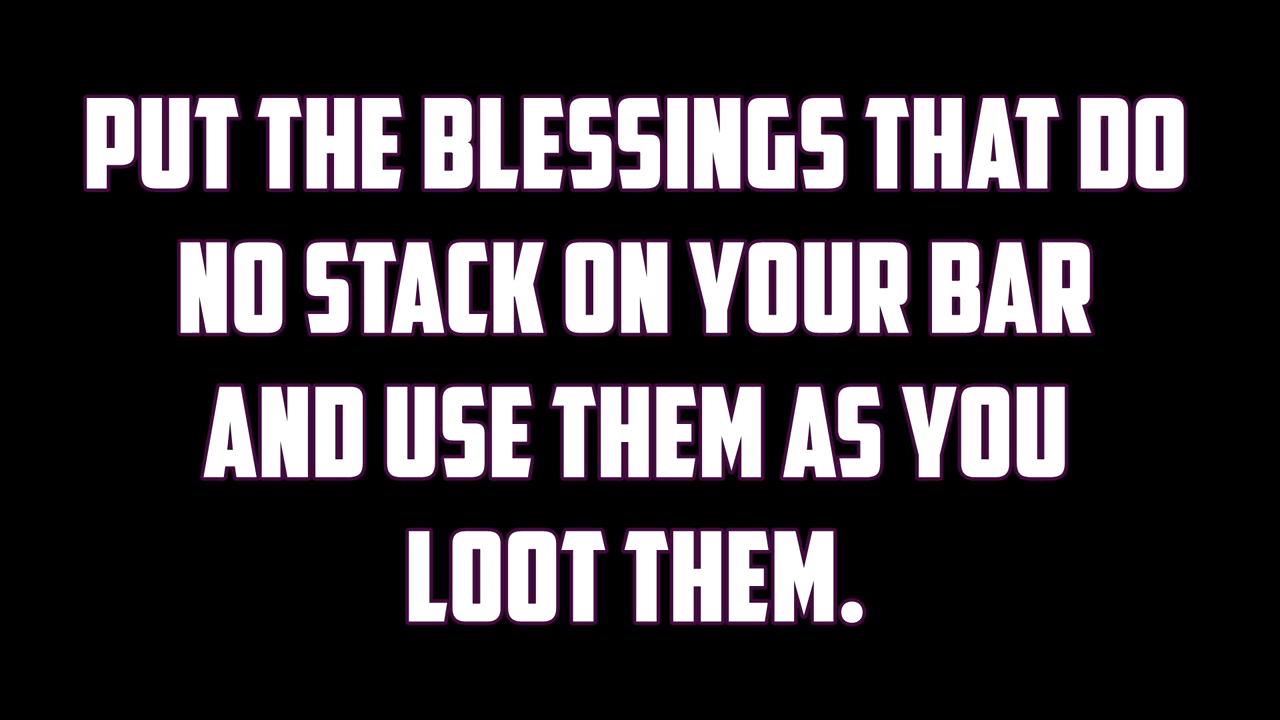 PUT THE BLESSINGS THAT DO
NO STACK ON YOUR BAR
AND USE THEM AS YOU
LOOT THEM.